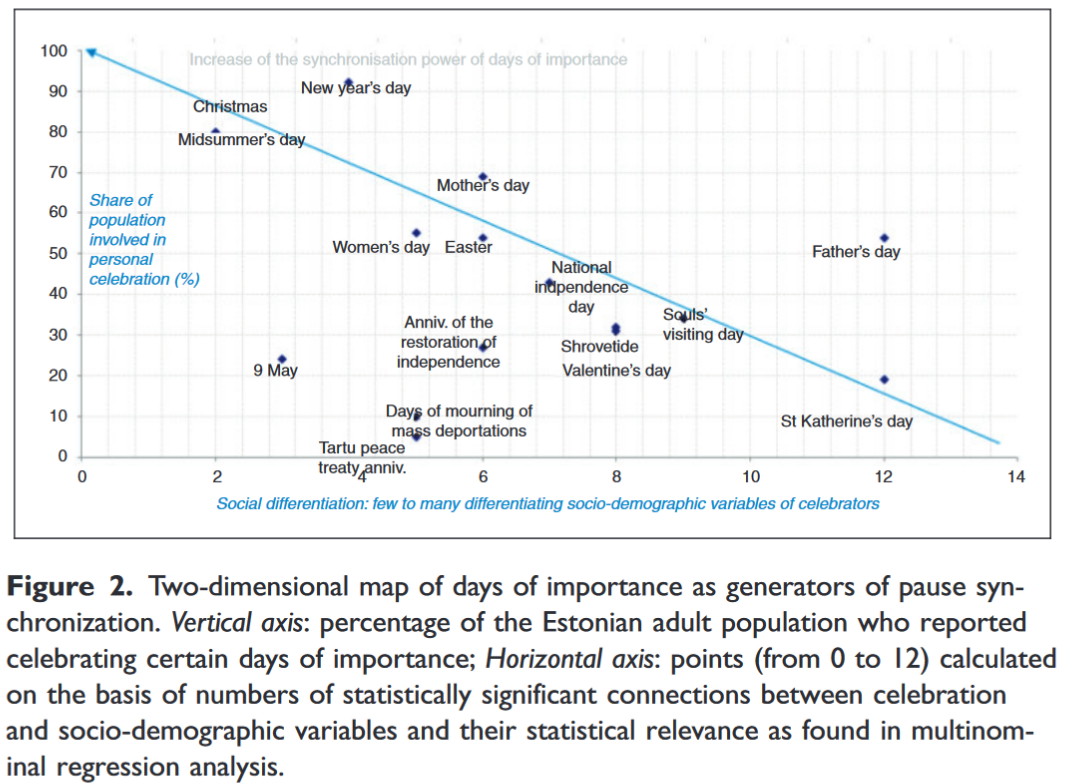 100
Increase of the synchronisation power of days of importance
90
New year's day
Christmas
80
Midsummer's day
70
Mother's day
Share of
population
involved in
personal
celebration (%)
60
50
Women's day
Easter
Father's day
National
indpendence
day
40
30
Anniv. of the
restoration of
independence
Souls'
visiting day
Shrovetide
Valentine's day
20
9 May
10
Days of mourning of
mass deportations
St Katherine's day
Tartu peace
treaty anniv.
0
0 2 4 6 8 10 12 14
Social differentiation: few to many differentiating socio-demographic variables of celebrators
Figure 2. Two-dimensional map of days of importance as generators of pause syn-
chronization. Vertical axis: percentage of the Estonian adult population who reported
celebrating certain days of importance; Horizontal axis: points (from 0 to 12) calculated
on the basis of numbers of statistically significant connections between celebration
and socio-demographic variables and their statistical relevance as found in multinom-
inal regression analysis.